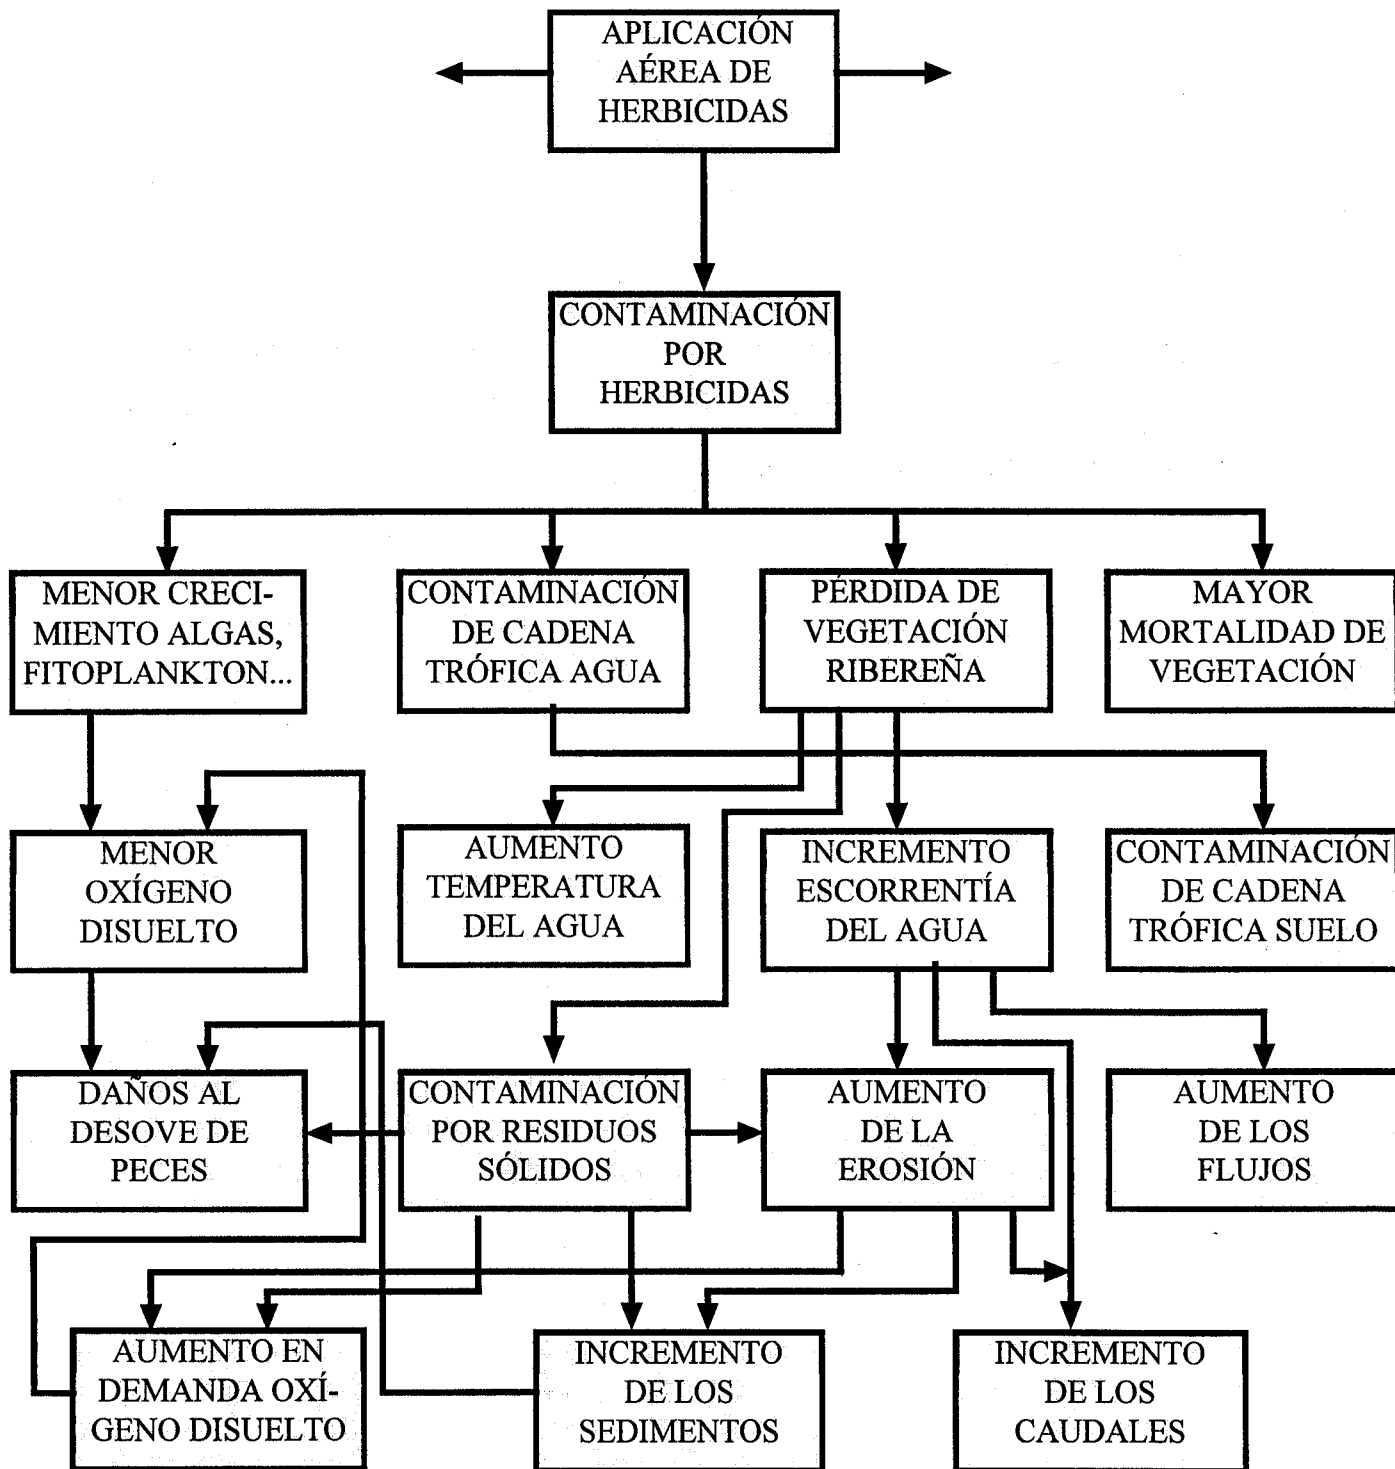 APLICACIÓN
AÉREA DE
HERBICIDAS
CONTAMINACIÓN
POR
HERBICIDAS
MENOR CRECI-
MIENTO ALGAS,
FITOPLANKTON...
CONTAMINACIÓN
DE CADENA
TRÓFICA AGUA
PÉRDIDA DE
VEGETACIÓN
RIBEREÑA
MAYOR
MORTALIDAD DE
VEGETACIÓN
MENOR
OXÍGENO
DISUELTO
AUMENTO
TEMPERATURA
DEL AGUA
INCREMENTO
ESCORRENTÍA
DEL AGUA
CONTAMINACIÓN
DE CADENA
TRÓFICA SUELO
DAÑOS AL
DESOVE DE
PECES
CONTAMINACIÓN
POR RESIDUOS
SÓLIDOS
AUMENTO
DE LA
EROSIÓN
AUMENTO
DE LOS
FLUJOS
AUMENTO EN
DEMANDA OXÍ-
GENO DISUELTO
INCREMENTO
DE LOS
SEDIMENTOS
INCREMENTO
DE LOS
CAUDALES